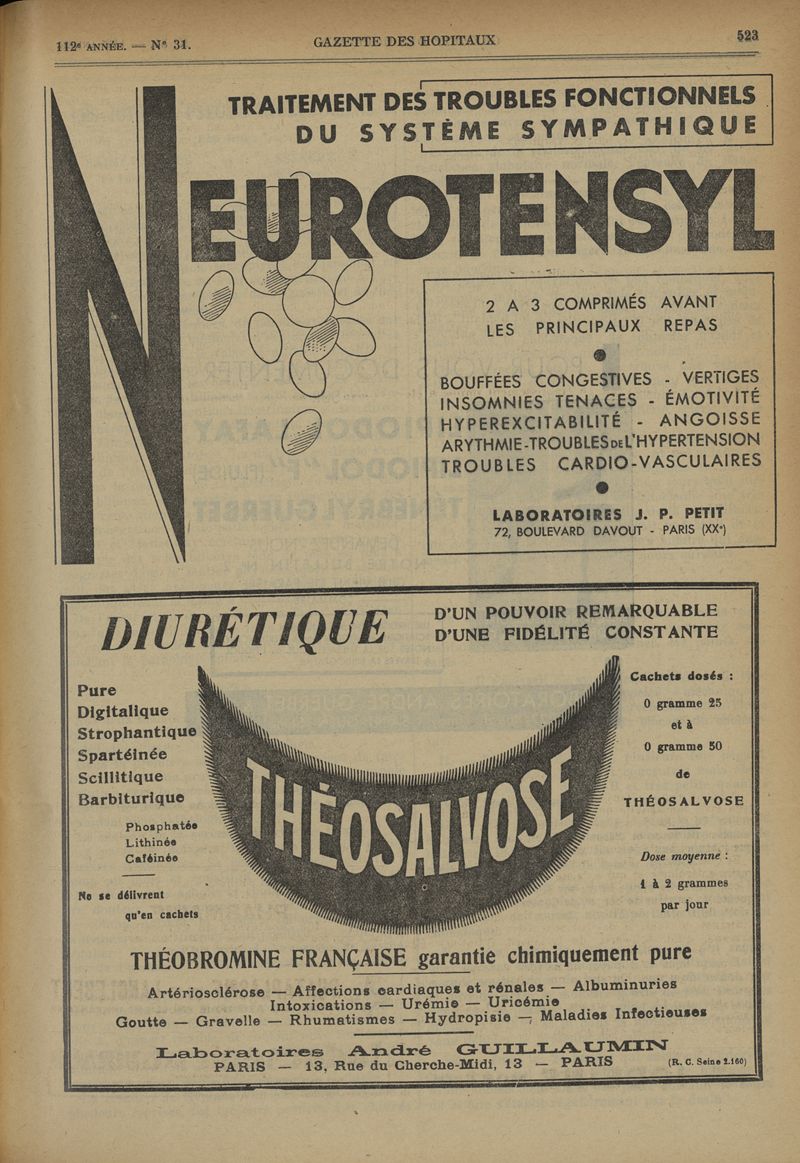 112e ANNÉE. — N° 31.
GAZETTE DES HOPITAUX
523
TRAITEMENT DES TROUBLES FONCTIONNELS
DU SYSTÈME SYMPATHIQUE
NEUROTENSYL
2 A 3 COMPRIMÉS AVANT
LES PRINCIPAUX REPAS
BOUFFÉES CONGESTIVES - VERTIGES
INSOMNIES TENACES - ÉMOTIVITÉ
HYPEREXCITABILITÉ - ANGOISSE
ARYTHMIE-TROUBLES DE L'HYPERTENSION
TROUBLES CARDIO-VASCULAIRES
LABORATOIRES J. P. PETIT
72, BOULEVARD DAVOUT - PARIS (XXe)
DIURÉTIQUE
D'UN POUVOIR REMARQUABLE
D'UNE FIDÉLITÉ CONSTANTE
Pure
Digitalique
Strophantique
Spartéinée
Scillitique
Barbiturique
Phosphatée
Lithinée
Caféinée
Ne se délivrent
qu'en cachets
THÉOSALVOSE
Cachets dosés :
0 gramme 25
et à
0 gramme 50
de
THÉOSALVOSE
Dose moyenne :
1 à 2 grammes
par jour
THÉOBROMINE FRANÇAISE garantie chimiquement pure
Artériosclérose — Affections cardiaques et rénales — Albuminuries
Intoxications — Urémie — Uricémie
Goutte — Gravelle — Rhumatismes — Hydropisie — Maladies Infectieuses
Laboratoires André GUILLAUMIN
PARIS — 13, Rue du Cherche-Midi, 13 — PARIS
(R. C. Seine 2.160)